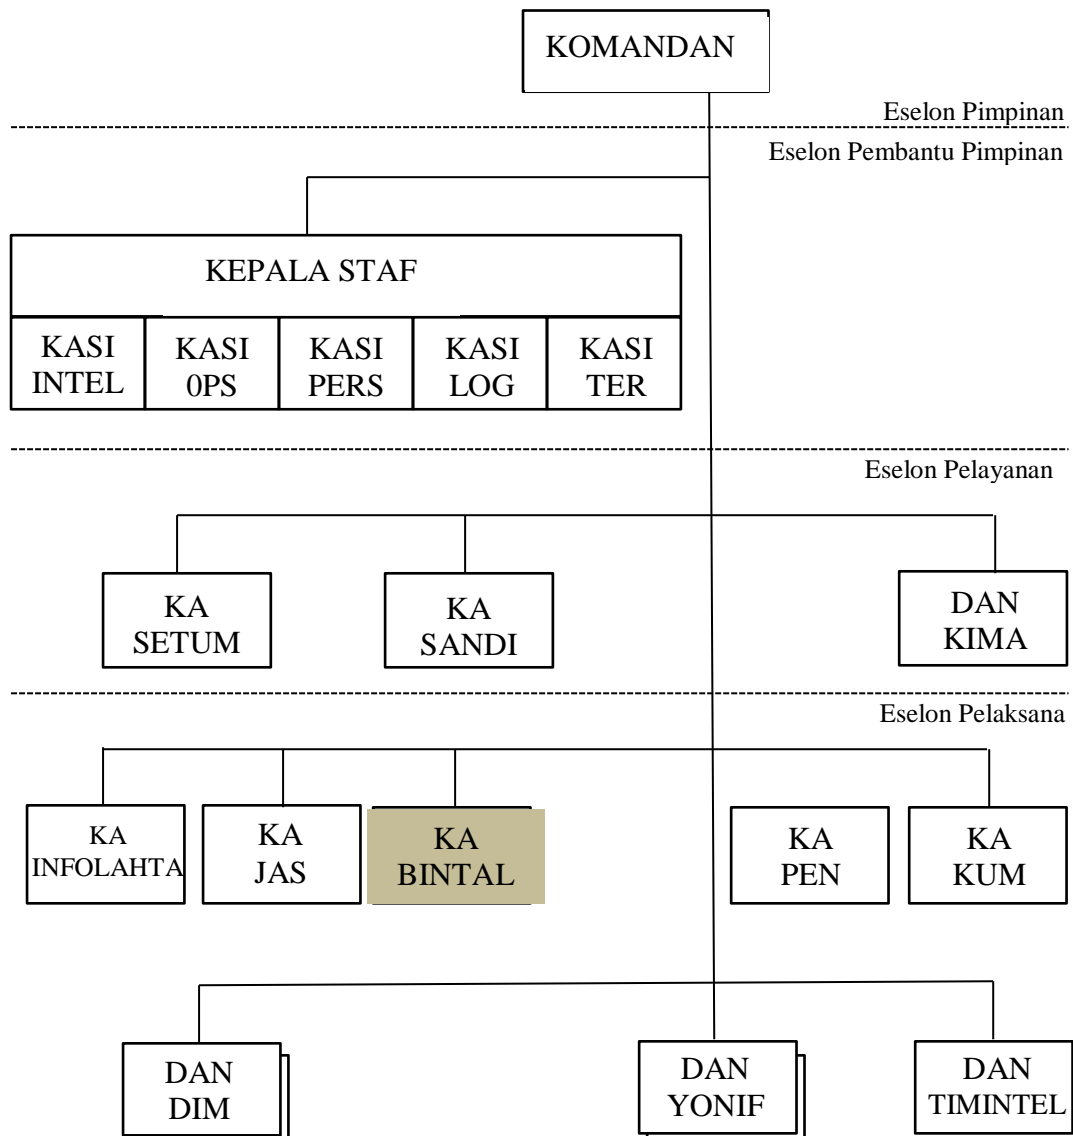 KOMANDAN
Eselon Pimpinan
Eselon Pembantu Pimpinan
KEPALA STAF
KASI
INTEL
KASI
0PS
KASI
PERS
KASI
LOG
KASI
TER
Eselon Pelayanan
KA
SETUM
KA
SANDI
DAN
KIMA
Eselon Pelaksana
KA
INFOLAHTA
KA
JAS
KA
BINTAL
KA
PEN
KA
KUM
DAN
DIM
DAN
YONIF
DAN
TIMINTEL